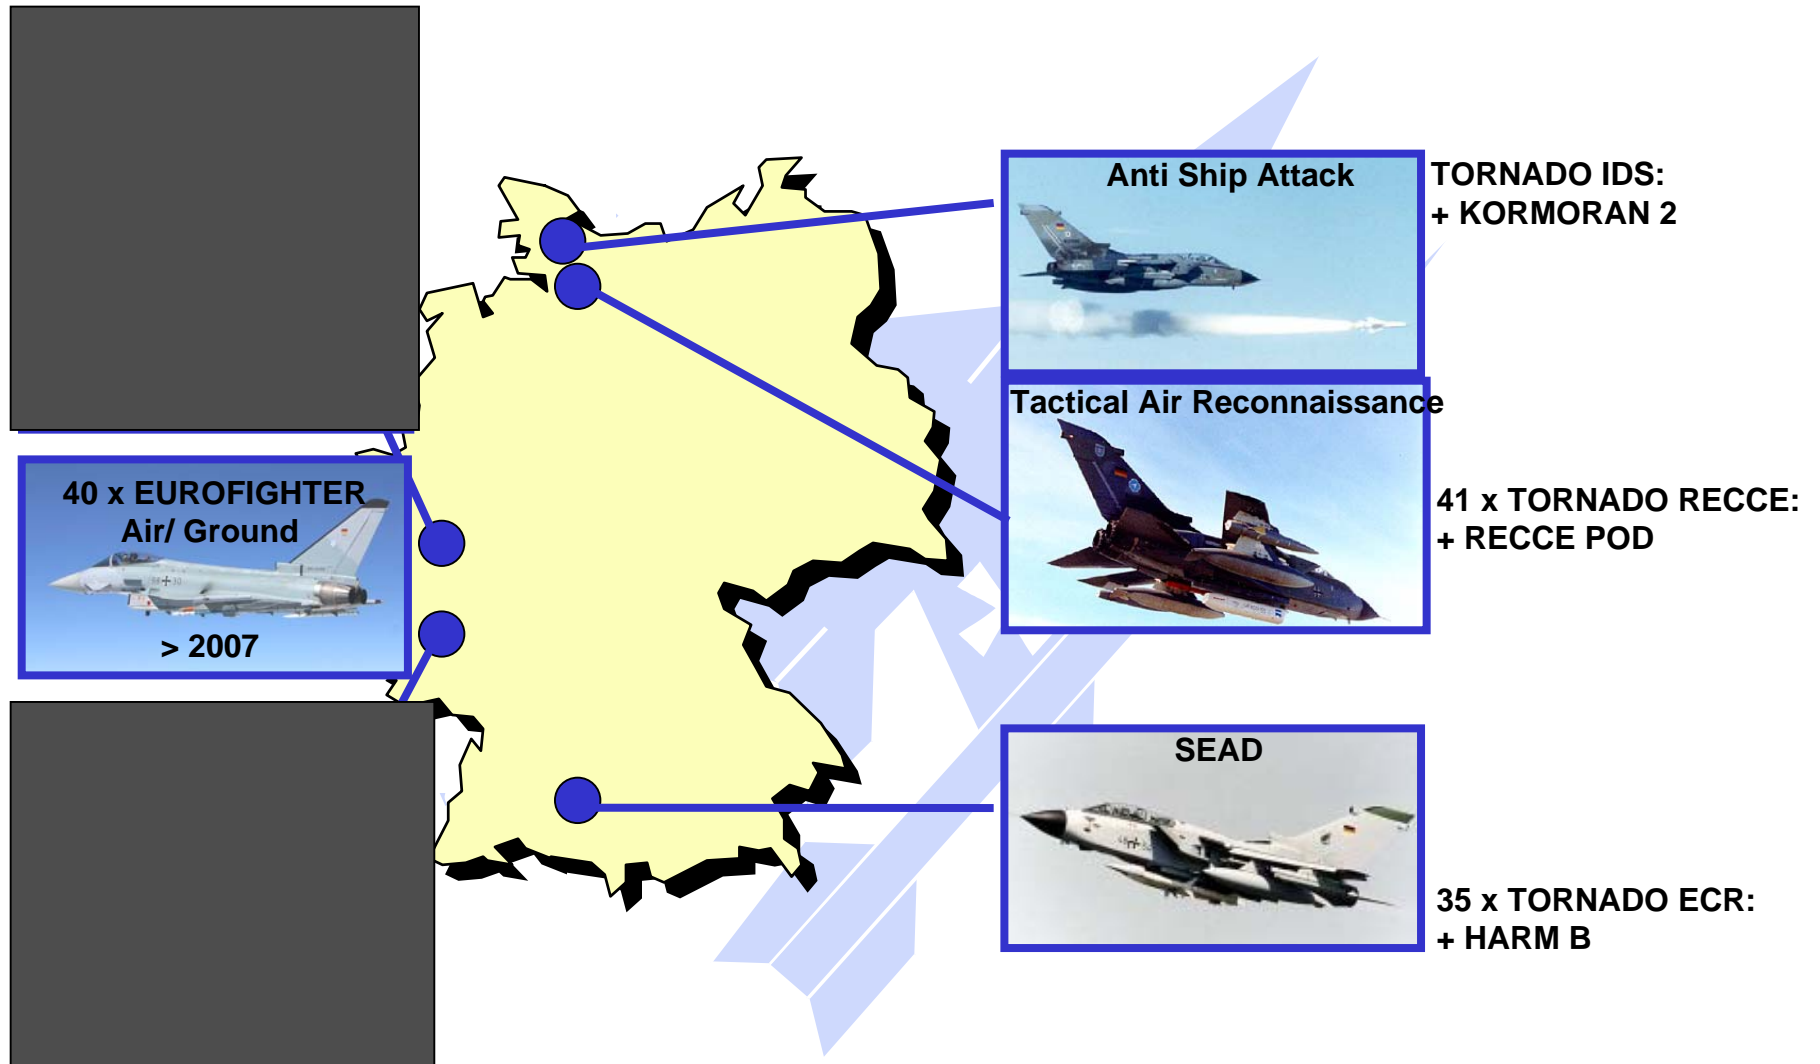 Anti Ship Attack
TORNADO IDS:
+ KORMORAN 2
Tactical Air Reconnaissance
41 x TORNADO RECCE:
+ RECCE POD
40 x EUROFIGHTER
Air/ Ground
> 2007
SEAD
35 x TORNADO ECR:
+ HARM B